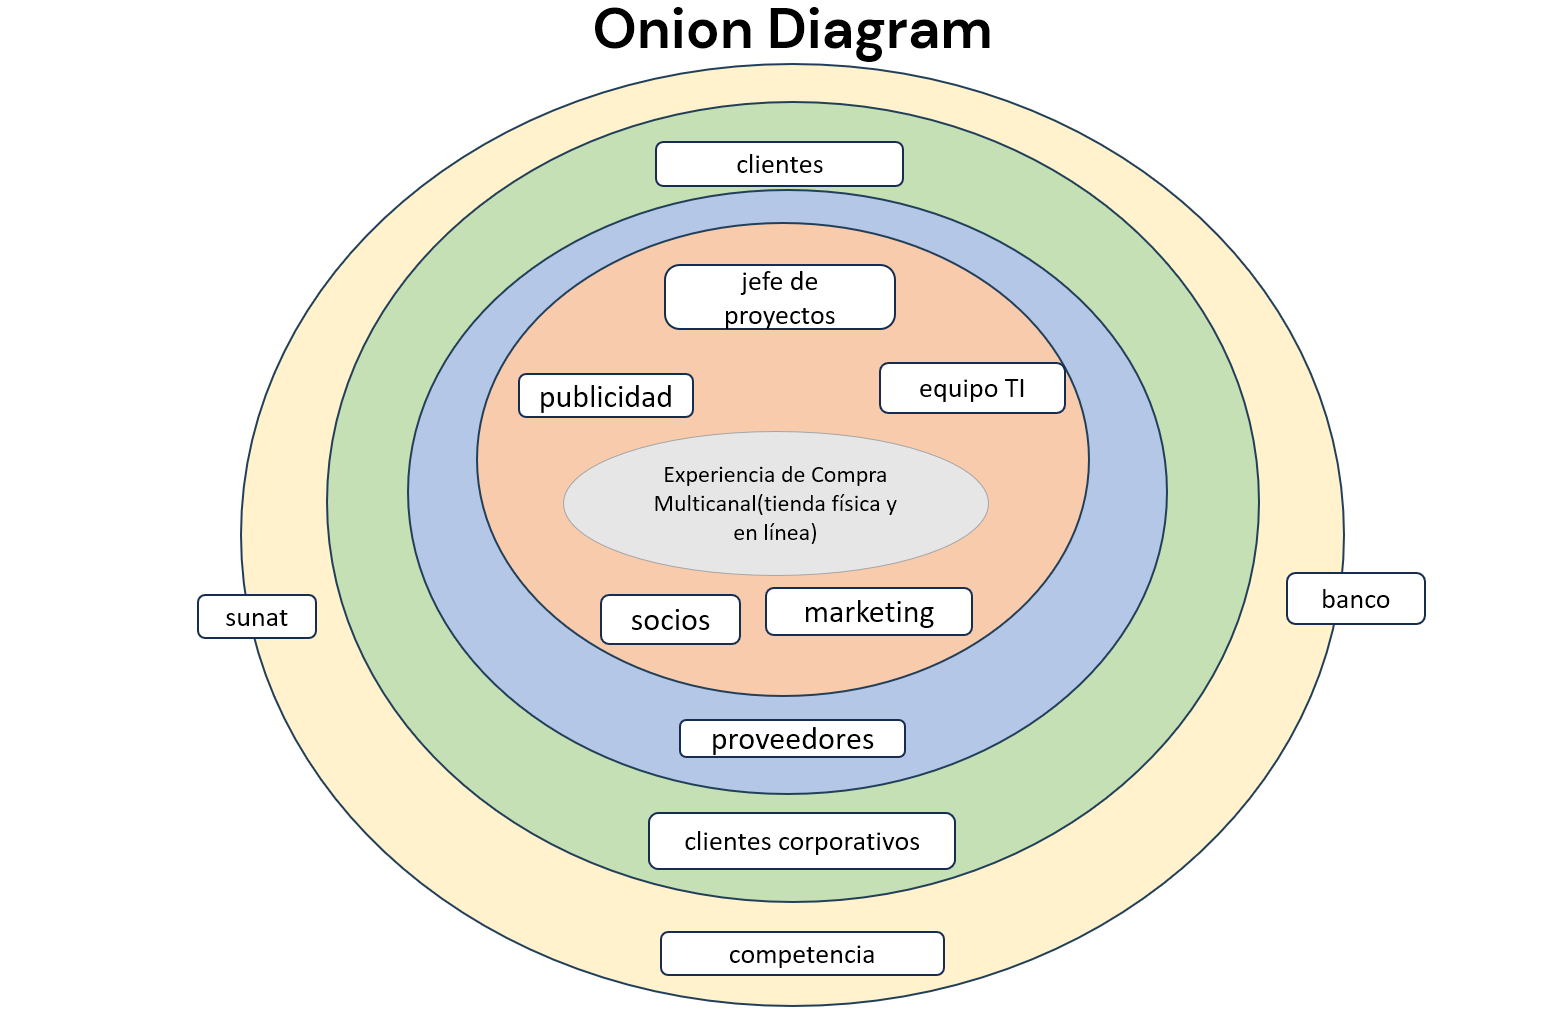 Onion Diagram
clientes
jefe de
proyectos
publicidad
equipo TI
Experiencia de Compra
Multicanal(tienda física y
en línea)
socios
marketing
sunat
banco
proveedores
clientes corporativos
competencia